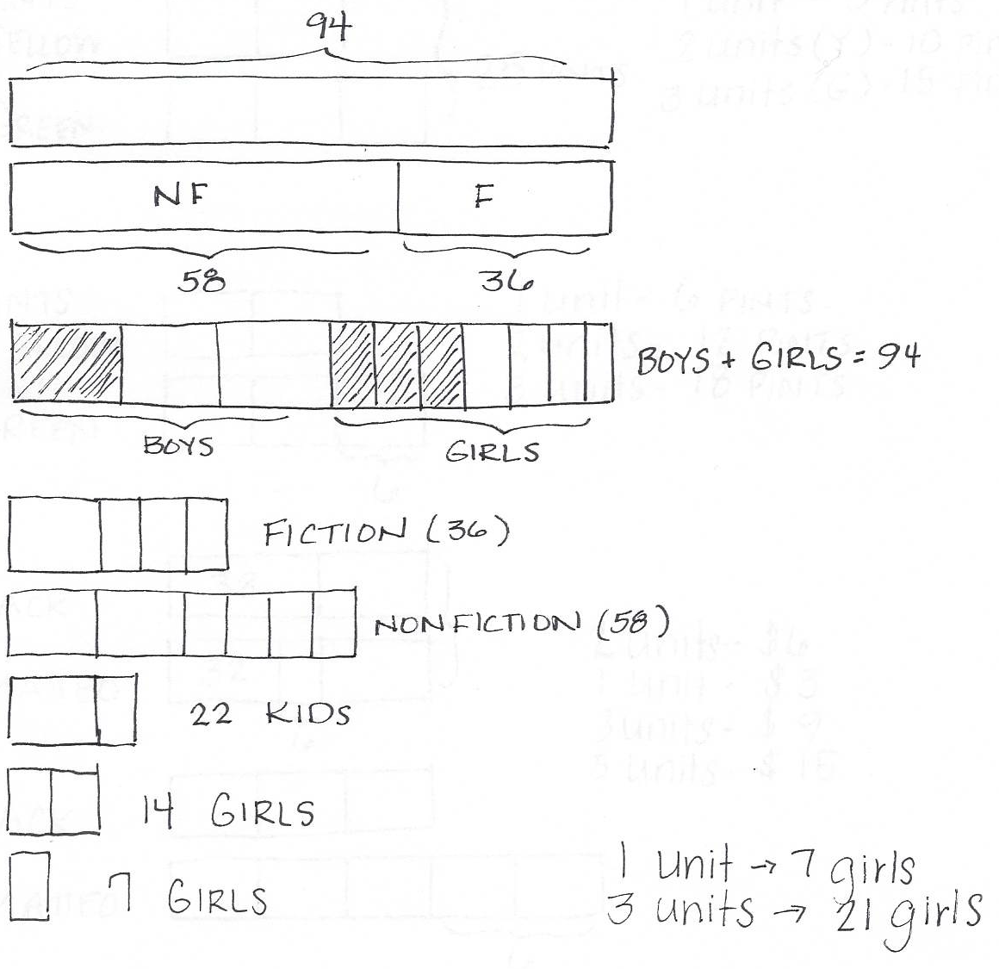 94
NF F
58 36
BOYS + GIRLS = 94
BOYS GIRLS
FICTION (36)
NONFICTION (58)
22 KIDS
14 GIRLS
7 GIRLS
1 unit → 7 girls
3 units → 21 girls